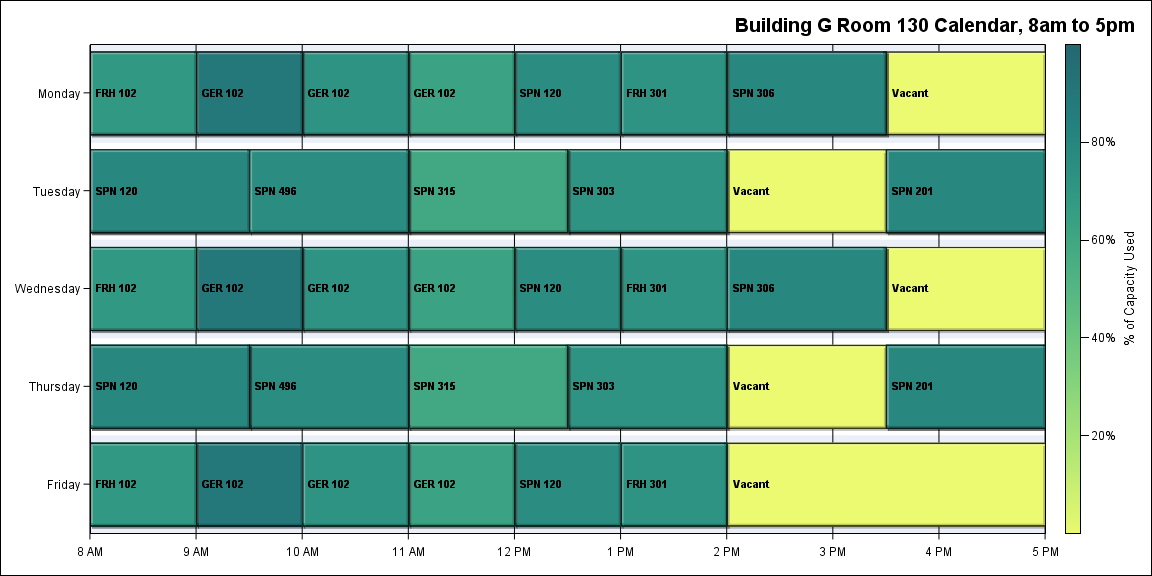 Building G Room 130 Calendar, 8am to 5pm
Monday FRH 102 GER 102 GER 102 GER 102 SPN 120 FRH 301 SPN 306 Vacant
Tuesday SPN 120 SPN 496 SPN 315 SPN 303 Vacant SPN 201
Wednesday FRH 102 GER 102 GER 102 GER 102 SPN 120 FRH 301 SPN 306 Vacant
Thursday SPN 120 SPN 496 SPN 315 SPN 303 Vacant SPN 201
Friday FRH 102 GER 102 GER 102 GER 102 SPN 120 FRH 301 Vacant
8 AM 9 AM 10 AM 11 AM 12 PM 1 PM 2 PM 3 PM 4 PM 5 PM
80%
60%
40%
20%
% of Capacity Used